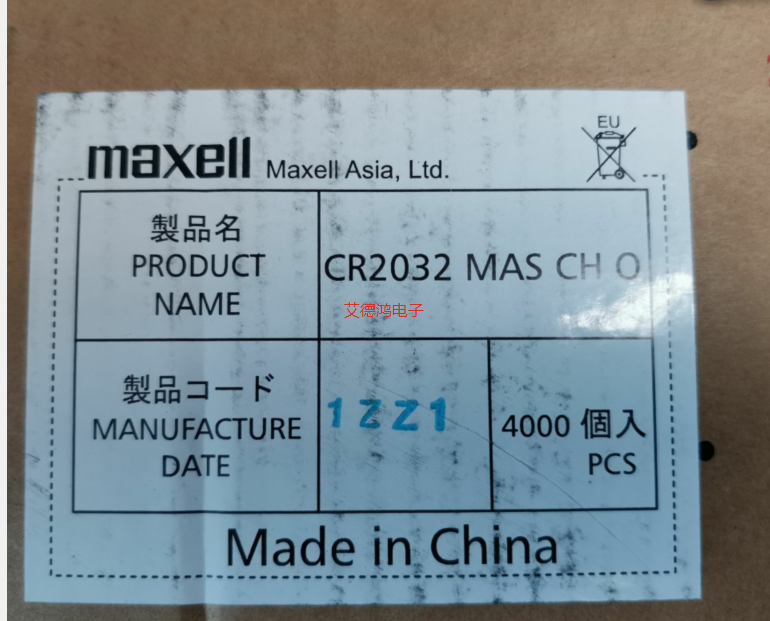 EU
maxell Maxell Asia, Ltd.
製品名
PRODUCT
NAME
CR2032 MAS CH O
艾德鸿电子
製品コード
MANUFACTURE
DATE
1ZZ1
4000 個入
PCS
Made in China